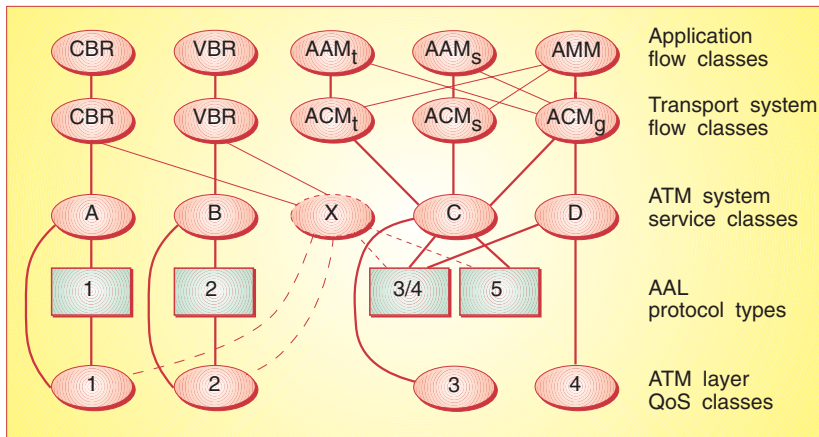 CBR VBR AAMt AAMs AMM Application
flow classes
CBR VBR ACMt ACMs ACMg Transport system
flow classes
A B X C D ATM system
service classes
1 2 3/4 5 AAL
protocol types
1 2 3 4 ATM layer
QoS classes